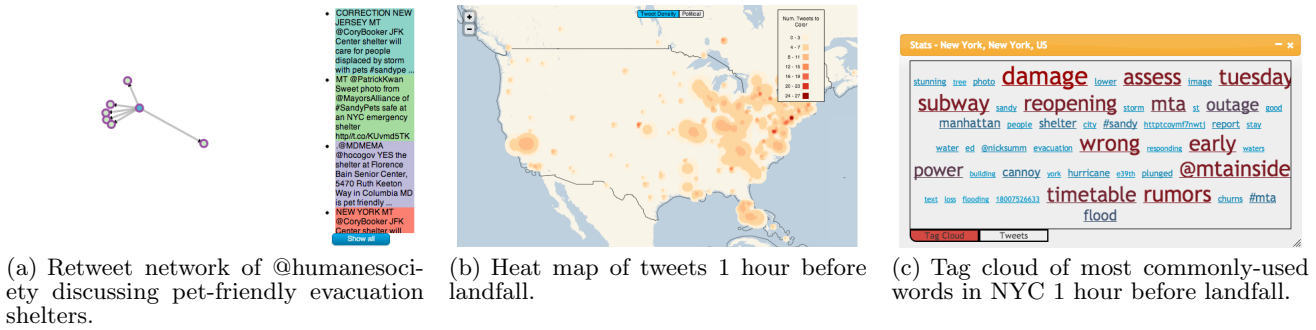 CORRECTION NEW
JERSEY MT
@CoryBooker JFK
Center shelter will
care for people
displaced by storm
with pets #sandype ...
MT @PatrickKwan
Sweet photo from
@MayorsAlliance of
#SandyPets safe at
an NYC emergency
shelter
http//t.co/KUvmd5TK
.@MDMEMA
@hocogov YES the
shelter at Florence
Bain Senior Center,
5470 Ruth Keeton
Way in Columbia MD
is pet friendly ...
NEW YORK MT
@CoryBooker JFK
Center shelter will
Show all
(a) Retweet network of @humanesoci-
ety discussing pet-friendly evacuation
shelters.
+
−
Tweet Density Political
Num. Tweets to
Color
0 - 3
4 - 7
8 - 11
12 - 15
16 - 19
20 - 23
24 - 27
(b) Heat map of tweets 1 hour before
landfall.
Stats - New York, New York, US
stunning tree photo damage lower assess image tuesday
subway sandy reopening storm mta st outage good
manhattan people shelter city #sandy httptcoymf7nwtj report stay
water ed @nicksumm evacuation wrong responding early waters
power building cannoy york hurricane e39th plunged @mtainside
text loss flooding 18007526633 timetable rumors churns #mta
flood
Tag Cloud Tweets
(c) Tag cloud of most commonly-used
words in NYC 1 hour before landfall.